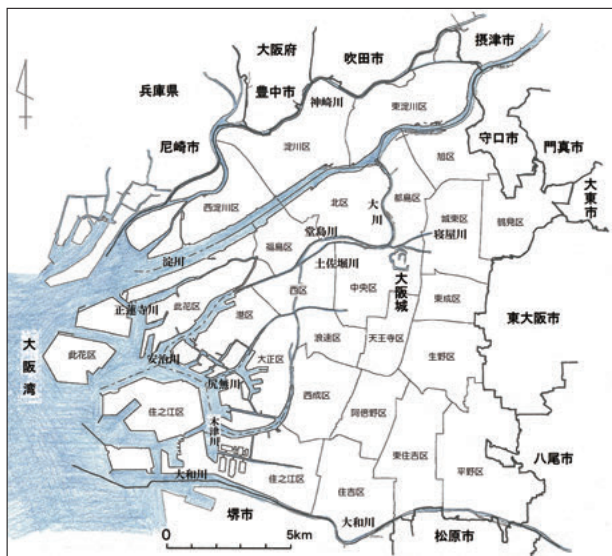 大阪府
摂津市
吹田市
兵庫県
豊中市
神崎川
東淀川区
淀川区
守口市
尼崎市
旭区
門真市
大東市
西淀川区
北区
大川
都島区
城東区
鶴見区
堂島川
寝屋川
福島区
淀川
土佐堀川
大阪城
西区
中央区
東成区
正蓮寺川
此花区
港区
東大阪市
浪速区
天王寺区
大阪湾
此花区
安治川
大正区
生野区
尻無川
西成区
阿倍野区
住之江区
木津川
東住吉区
平野区
八尾市
大和川
住之江区
住吉区
大和川
堺市
松原市
0
5km